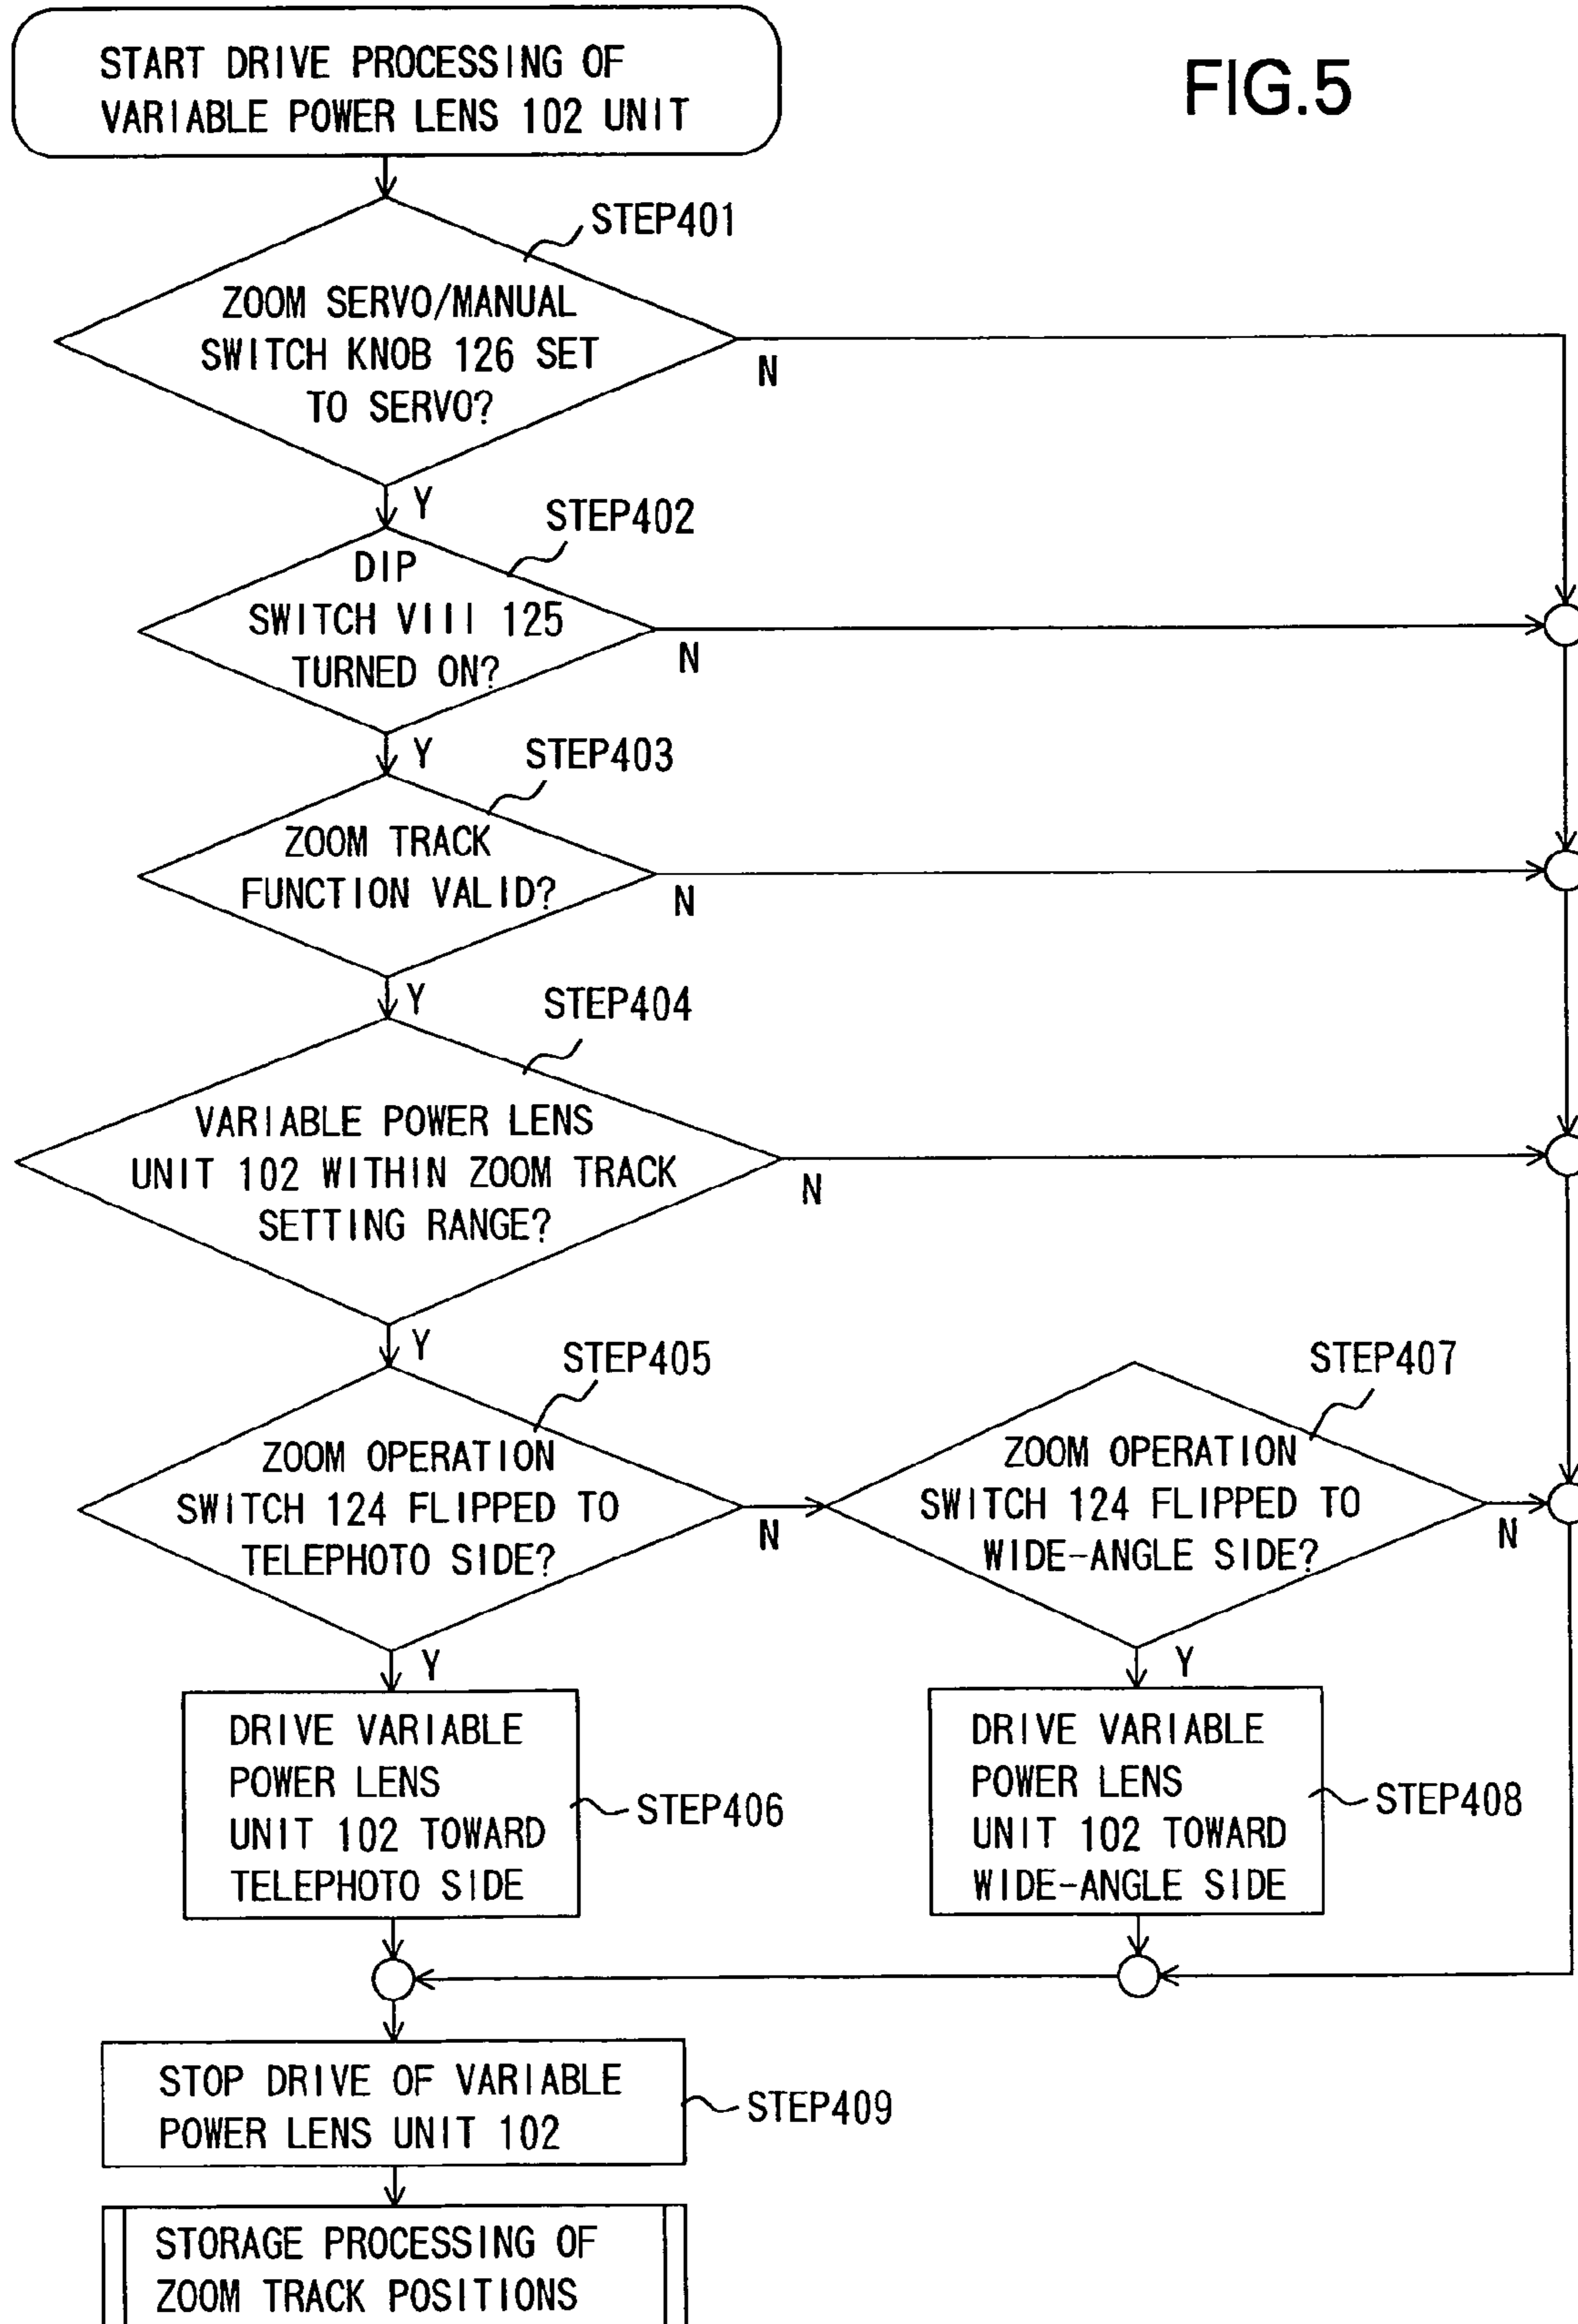 START DRIVE PROCESSING OF
VARIABLE POWER LENS 102 UNIT
FIG.5
STEP401
ZOOM SERVO/MANUAL
SWITCH KNOB 126 SET
TO SERVO?
N
Y
STEP402
DIP
SWITCH VIII 125
TURNED ON?
N
Y
STEP403
ZOOM TRACK
FUNCTION VALID?
N
Y
STEP404
VARIABLE POWER LENS
UNIT 102 WITHIN ZOOM TRACK
SETTING RANGE?
N
Y
STEP405
ZOOM OPERATION
SWITCH 124 FLIPPED TO
TELEPHOTO SIDE?
N
Y
STEP407
ZOOM OPERATION
SWITCH 124 FLIPPED TO
WIDE-ANGLE SIDE?
N
Y
DRIVE VARIABLE
POWER LENS
UNIT 102 TOWARD
TELEPHOTO SIDE
STEP406
DRIVE VARIABLE
POWER LENS
UNIT 102 TOWARD
WIDE-ANGLE SIDE
STEP408
STOP DRIVE OF VARIABLE
POWER LENS UNIT 102
STEP409
STORAGE PROCESSING OF
ZOOM TRACK POSITIONS